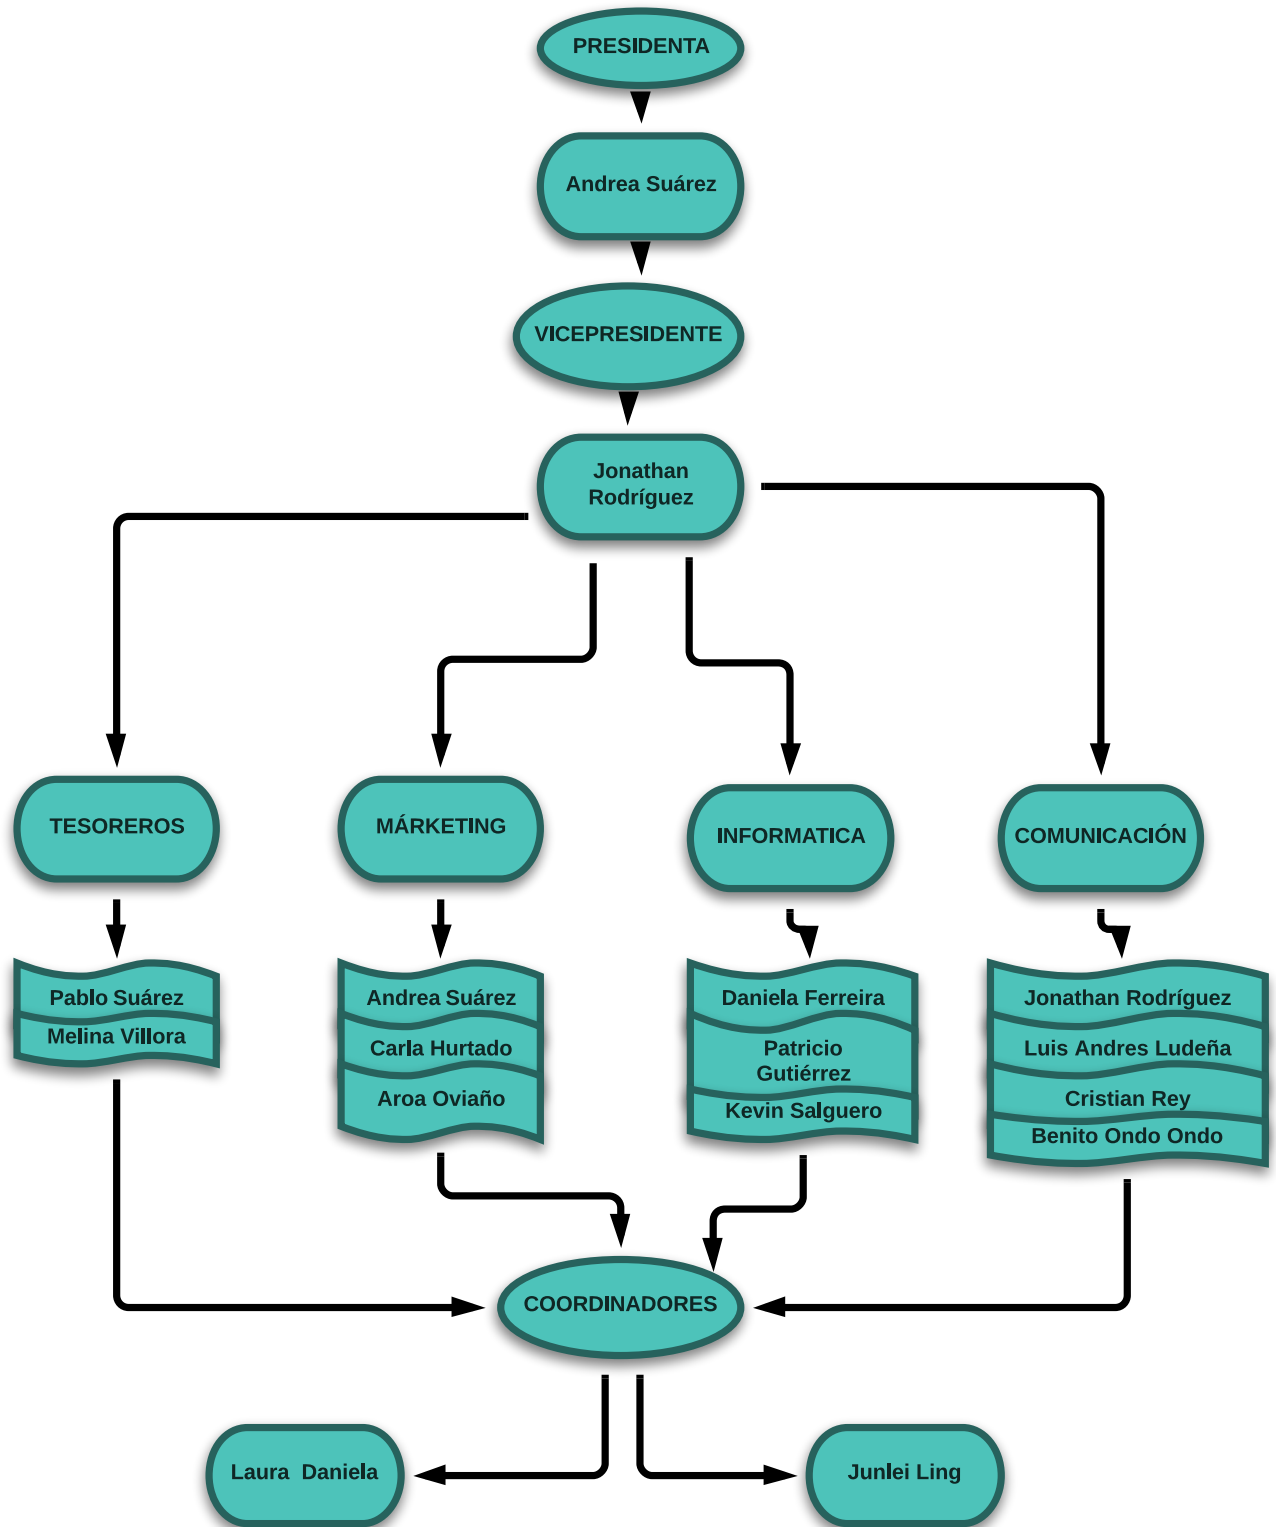 PRESIDENTA
Andrea Suárez
VICEPRESIDENTE
Jonathan
Rodríguez
TESOREROS
MÁRKETING
INFORMATICA
COMUNICACIÓN
Pablo Suárez
Melina Villora
Andrea Suárez
Carla Hurtado
Aroa Oviaño
Daniela Ferreira
Patricio
Gutiérrez
Kevin Salguero
Jonathan Rodríguez
Luis Andres Ludeña
Cristian Rey
Benito Ondo Ondo
COORDINADORES
Laura  Daniela
Junlei Ling